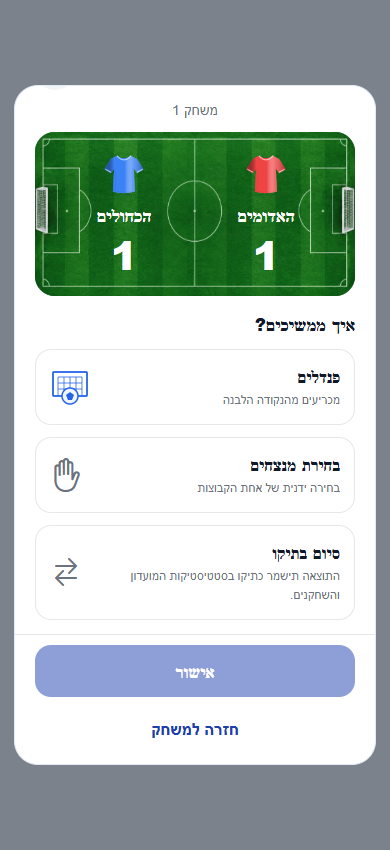 משחק 1
האדומים
הכחולים
1
1
איך ממשיכים?
פנדלים
מכריעים מהנקודה הלבנה
בחירת מנצחים
בחירה ידנית של אחת הקבוצות
סיום בתיקו
התוצאה תישמר כתיקו בסטטיסטיקות המועדון
והשחקנים.
אישור
חזרה למשחק